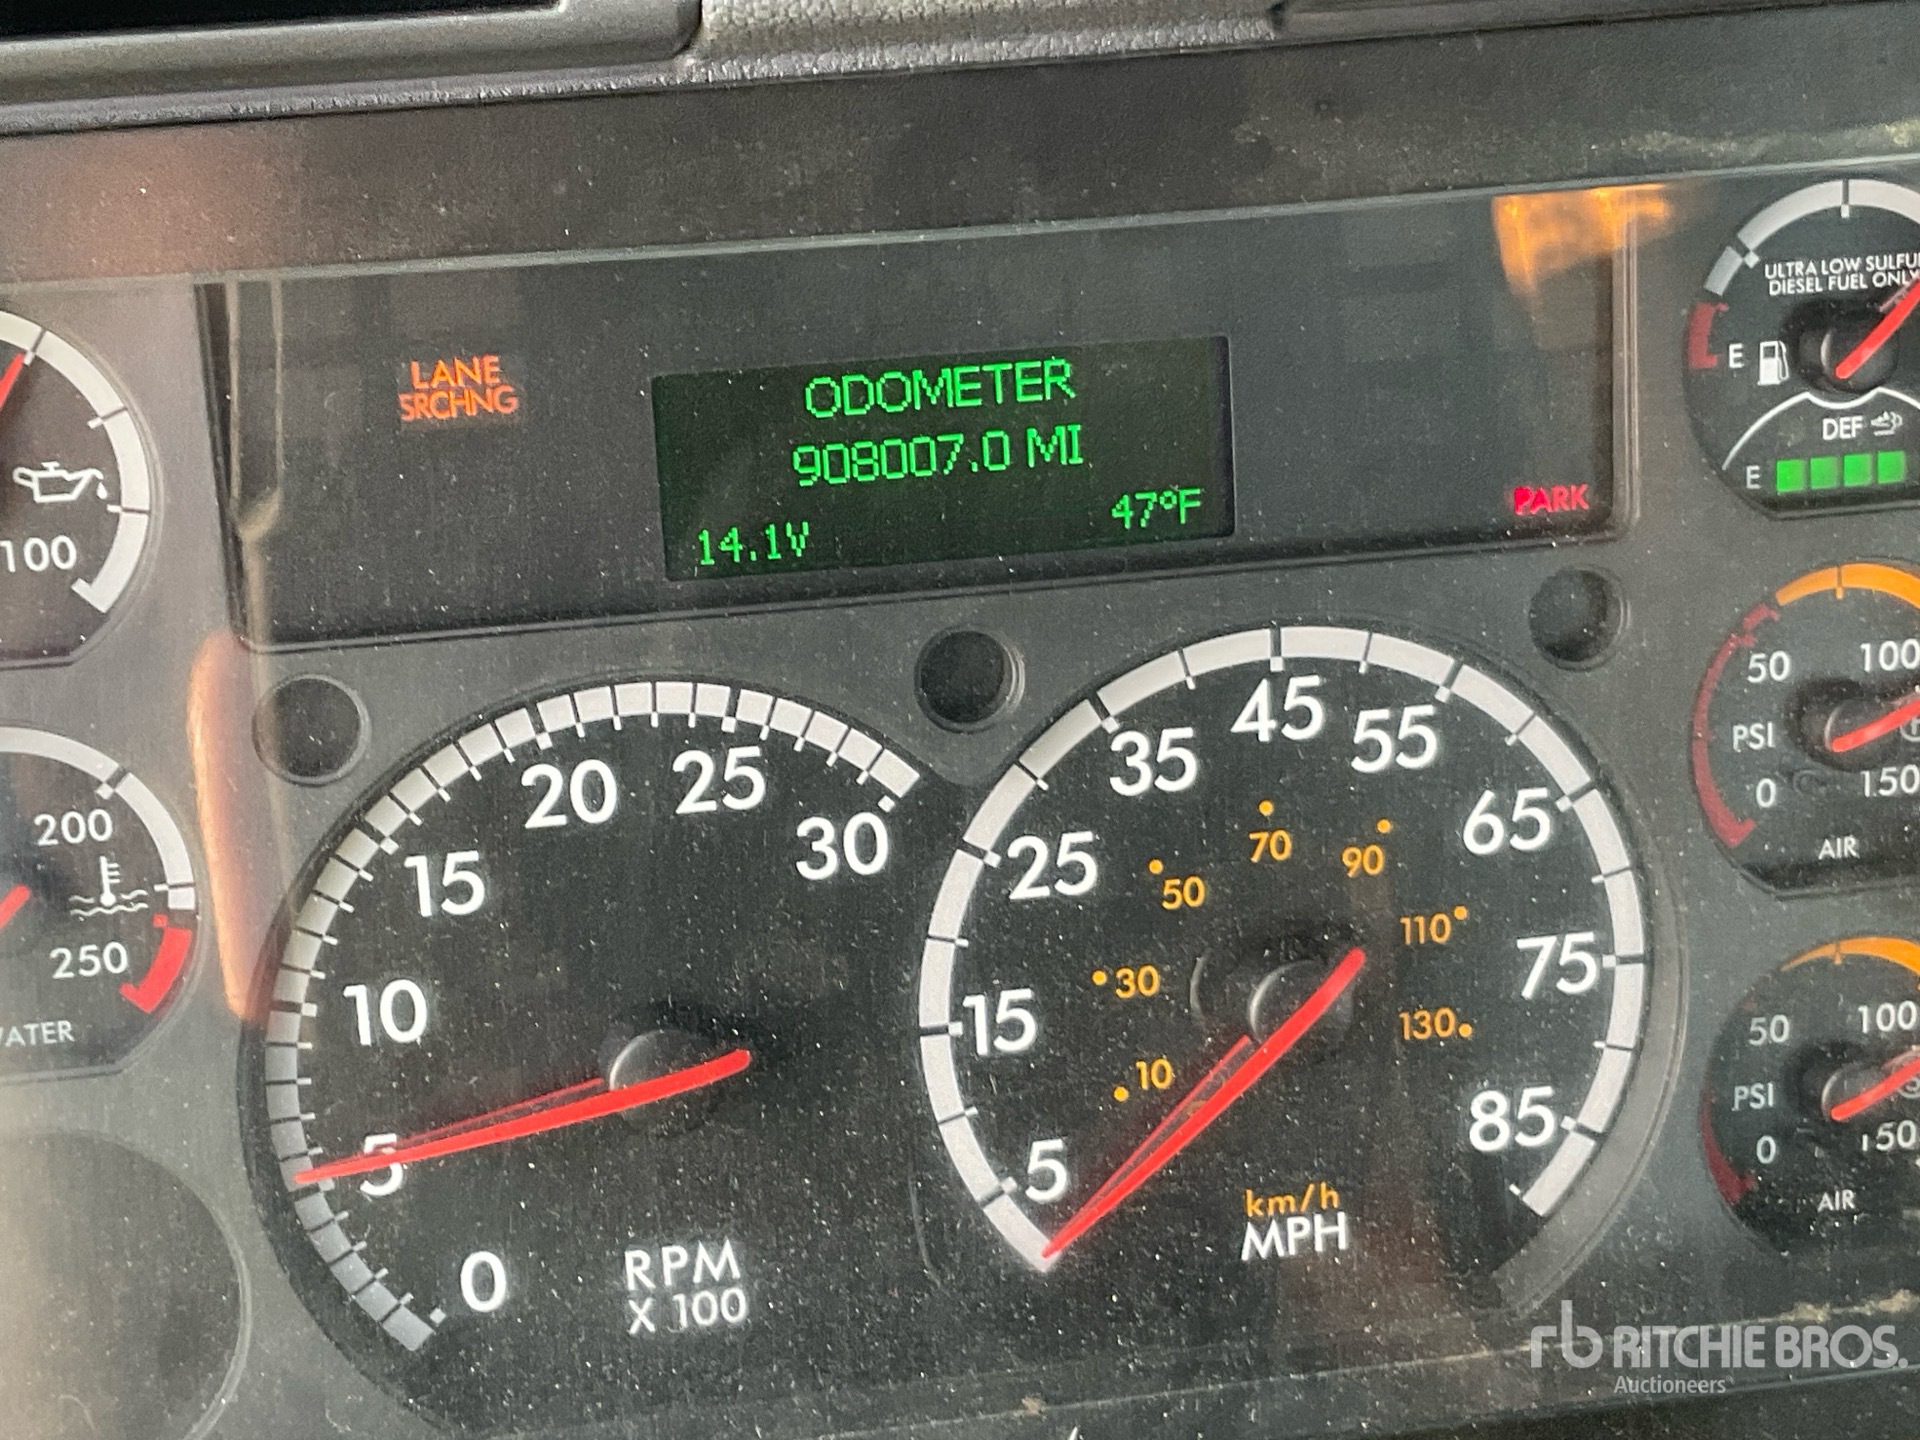 LANE
SRCHNG
ODOMETER
908007.0 MI
14.1V
47°F
PARK
ULTRA LOW SULFU
DIESEL FUEL ONLY
E
DEF
E
100
200
250
WATER
0
5
10
15
20
25
30
RPM
X 100
5
15
25
35
45
55
65
75
85
10
30
50
70
90
110
130
km/h
MPH
50
100
PSI
0
150
AIR
50
100
PSI
0
150
AIR
rb RITCHIE BROS.
Auctioneers